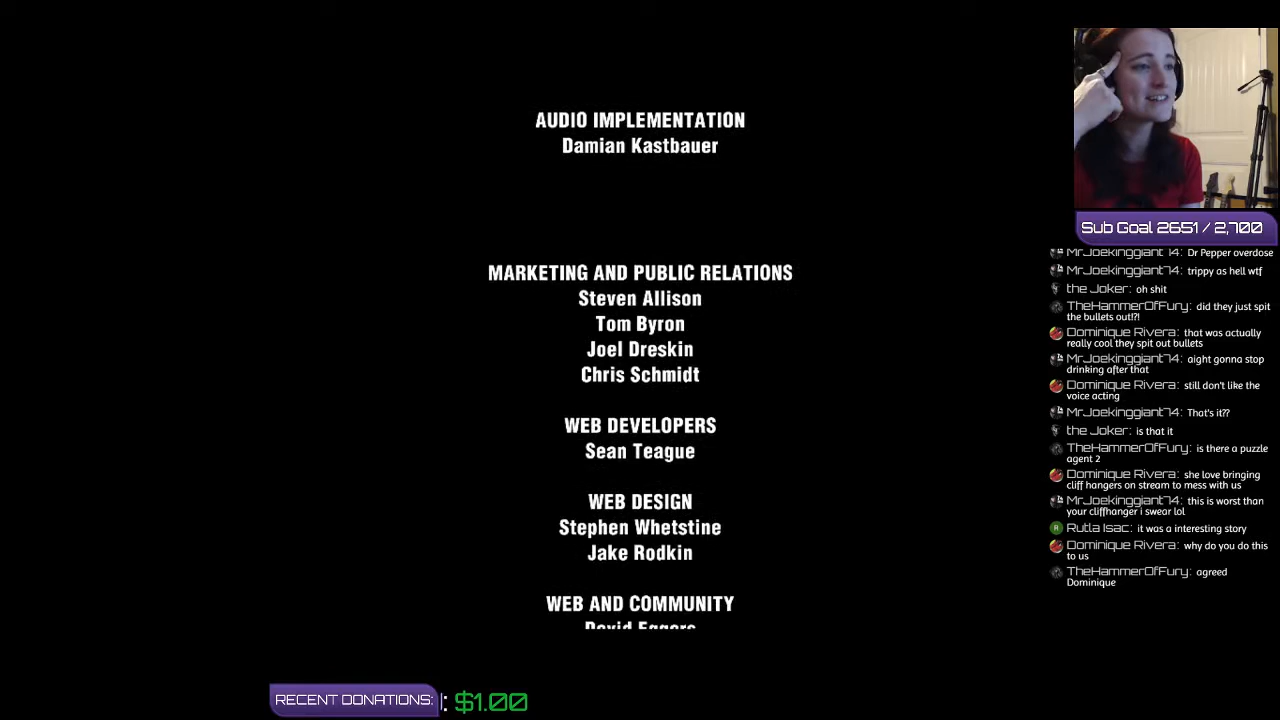 AUDIO IMPLEMENTATION
Damian Kastbauer
MARKETING AND PUBLIC RELATIONS
Steven Allison
Tom Byron
Joel Dreskin
Chris Schmidt
WEB DEVELOPERS
Sean Teague
WEB DESIGN
Stephen Whetstine
Jake Rodkin
WEB AND COMMUNITY
David Eggers
Sub Goal 2651 / 2,700
MrJoekinggiant74: Dr Pepper overdose
MrJoekinggiant74: trippy as hell wtf
the Joker: oh shit
TheHammerOfFury: did they just spit
the bullets out!?!
Dominique Rivera: that was actually
really cool they spit out bullets
MrJoekinggiant74: aight gonna stop
drinking after that
Dominique Rivera: still don't like the
voice acting
MrJoekinggiant74: That's it??
the Joker: is that it
TheHammerOfFury: is there a puzzle
agent 2
Dominique Rivera: she love bringing
cliff hangers on stream to mess with us
MrJoekinggiant74: this is worst than
your cliffhanger i swear lol
Rutla Isac: it was a interesting story
Dominique Rivera: why do you do this
to us
TheHammerOfFury: agreed
Dominique
RECENT DONATIONS: : $1.00